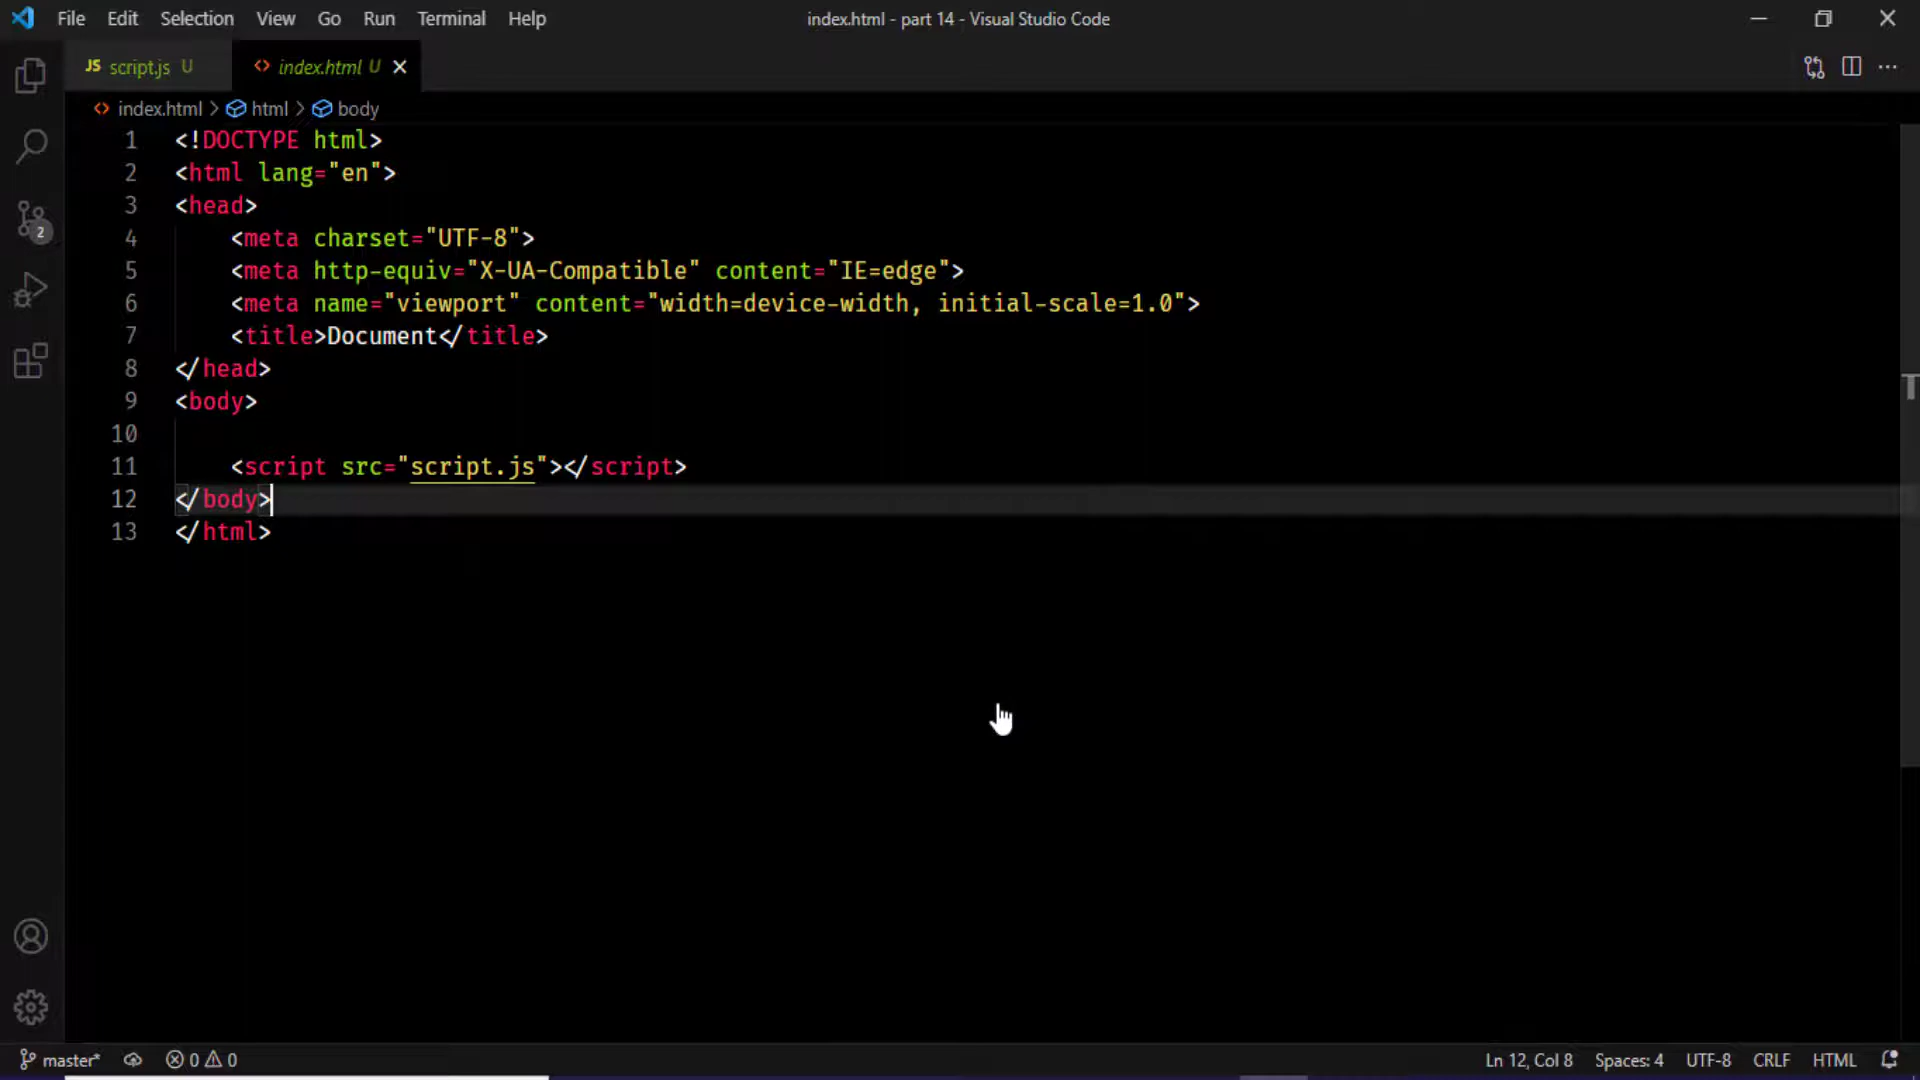 File Edit Selection View Go Run Terminal Help index.html - part 14 - Visual Studio Code
JS script.js U <> index.html U
<> index.html > html > body
1 <!DOCTYPE html>
2 <html lang="en">
3 <head>
4 <meta charset="UTF-8">
5 <meta http-equiv="X-UA-Compatible" content="IE=edge">
6 <meta name="viewport" content="width=device-width, initial-scale=1.0">
7 <title>Document</title>
8 </head>
9 <body>
10
11 <script src="script.js"></script>
12 </body>
13 </html>
2
master* 0 0 Ln 12, Col 8 Spaces: 4 UTF-8 CRLF HTML